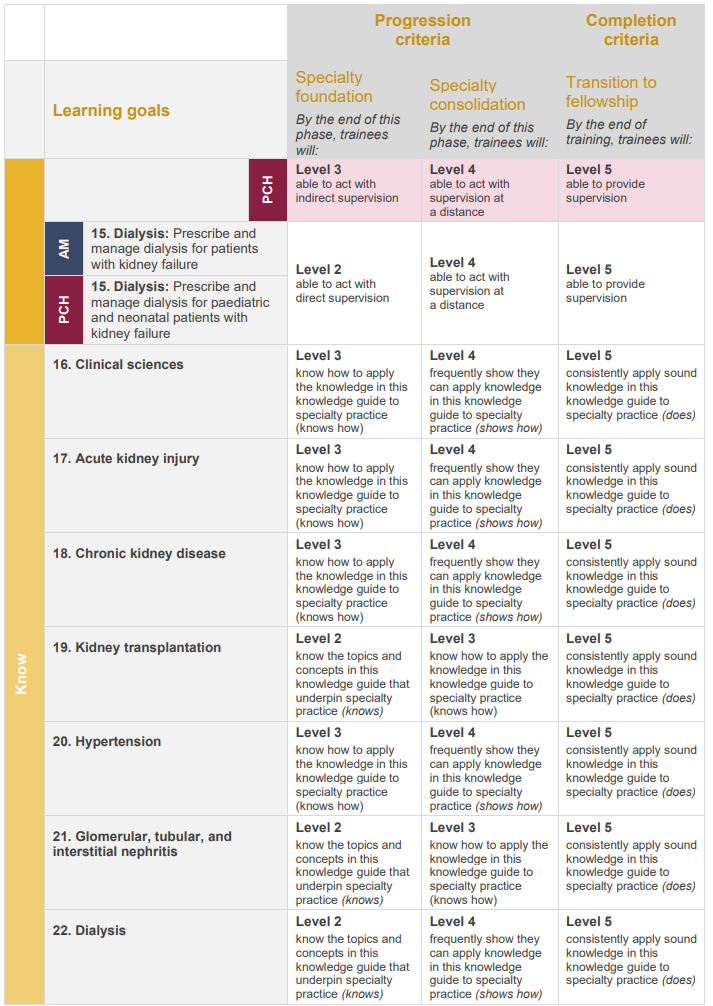 Progression
criteria
Completion
criteria
Learning goals
Specialty
foundation
By the end of this
phase, trainees
will:
Specialty
consolidation
By the end of this
phase, trainees will:
Transition to
fellowship
By the end of
training, trainees will:
PCH
Level 3
able to act with
indirect supervision
Level 4
able to act with
supervision at
a distance
Level 5
able to provide
supervision
AM
15. Dialysis: Prescribe and
manage dialysis for patients
with kidney failure
PCH
15. Dialysis: Prescribe and
manage dialysis for paediatric
and neonatal patients with
kidney failure
Level 2
able to act with
direct supervision
Level 4
able to act with
supervision at
a distance
Level 5
able to provide
supervision
Know
16. Clinical sciences
Level 3
know how to apply
the knowledge in this
knowledge guide to
specialty practice
(knows how)
Level 4
frequently show they
can apply knowledge
in this knowledge
guide to specialty
practice (shows how)
Level 5
consistently apply sound
knowledge in this
knowledge guide to
specialty practice (does)
17. Acute kidney injury
Level 3
know how to apply
the knowledge in this
knowledge guide to
specialty practice
(knows how)
Level 4
frequently show they
can apply knowledge
in this knowledge
guide to specialty
practice (shows how)
Level 5
consistently apply sound
knowledge in this
knowledge guide to
specialty practice (does)
18. Chronic kidney disease
Level 3
know how to apply
the knowledge in this
knowledge guide to
specialty practice
(knows how)
Level 4
frequently show they
can apply knowledge
in this knowledge
guide to specialty
practice (shows how)
Level 5
consistently apply sound
knowledge in this
knowledge guide to
specialty practice (does)
19. Kidney transplantation
Level 2
know the topics and
concepts in this
knowledge guide that
underpin specialty
practice (knows)
Level 3
know how to apply the
knowledge in this
knowledge guide to
specialty practice
(knows how)
Level 5
consistently apply sound
knowledge in this
knowledge guide to
specialty practice (does)
20. Hypertension
Level 3
know how to apply
the knowledge in this
knowledge guide to
specialty practice
(knows how)
Level 4
frequently show they
can apply knowledge
in this knowledge
guide to specialty
practice (shows how)
Level 5
consistently apply sound
knowledge in this
knowledge guide to
specialty practice (does)
21. Glomerular, tubular, and
interstitial nephritis
Level 2
know the topics and
concepts in this
knowledge guide that
underpin specialty
practice (knows)
Level 3
know how to apply the
knowledge in this
knowledge guide to
specialty practice
(knows how)
Level 5
consistently apply sound
knowledge in this
knowledge guide to
specialty practice (does)
22. Dialysis
Level 2
know the topics and
concepts in this
knowledge guide that
underpin specialty
practice (knows)
Level 4
frequently show they
can apply knowledge
in this knowledge
guide to specialty
practice (shows how)
Level 5
consistently apply sound
knowledge in this
knowledge guide to
specialty practice (does)